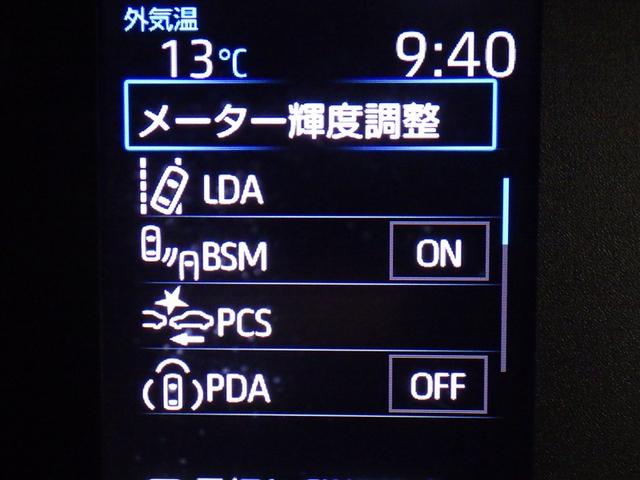 外気温
13℃ 9:40
メーター輝度調整
LDA
BSM ON
PCS
PDA OFF